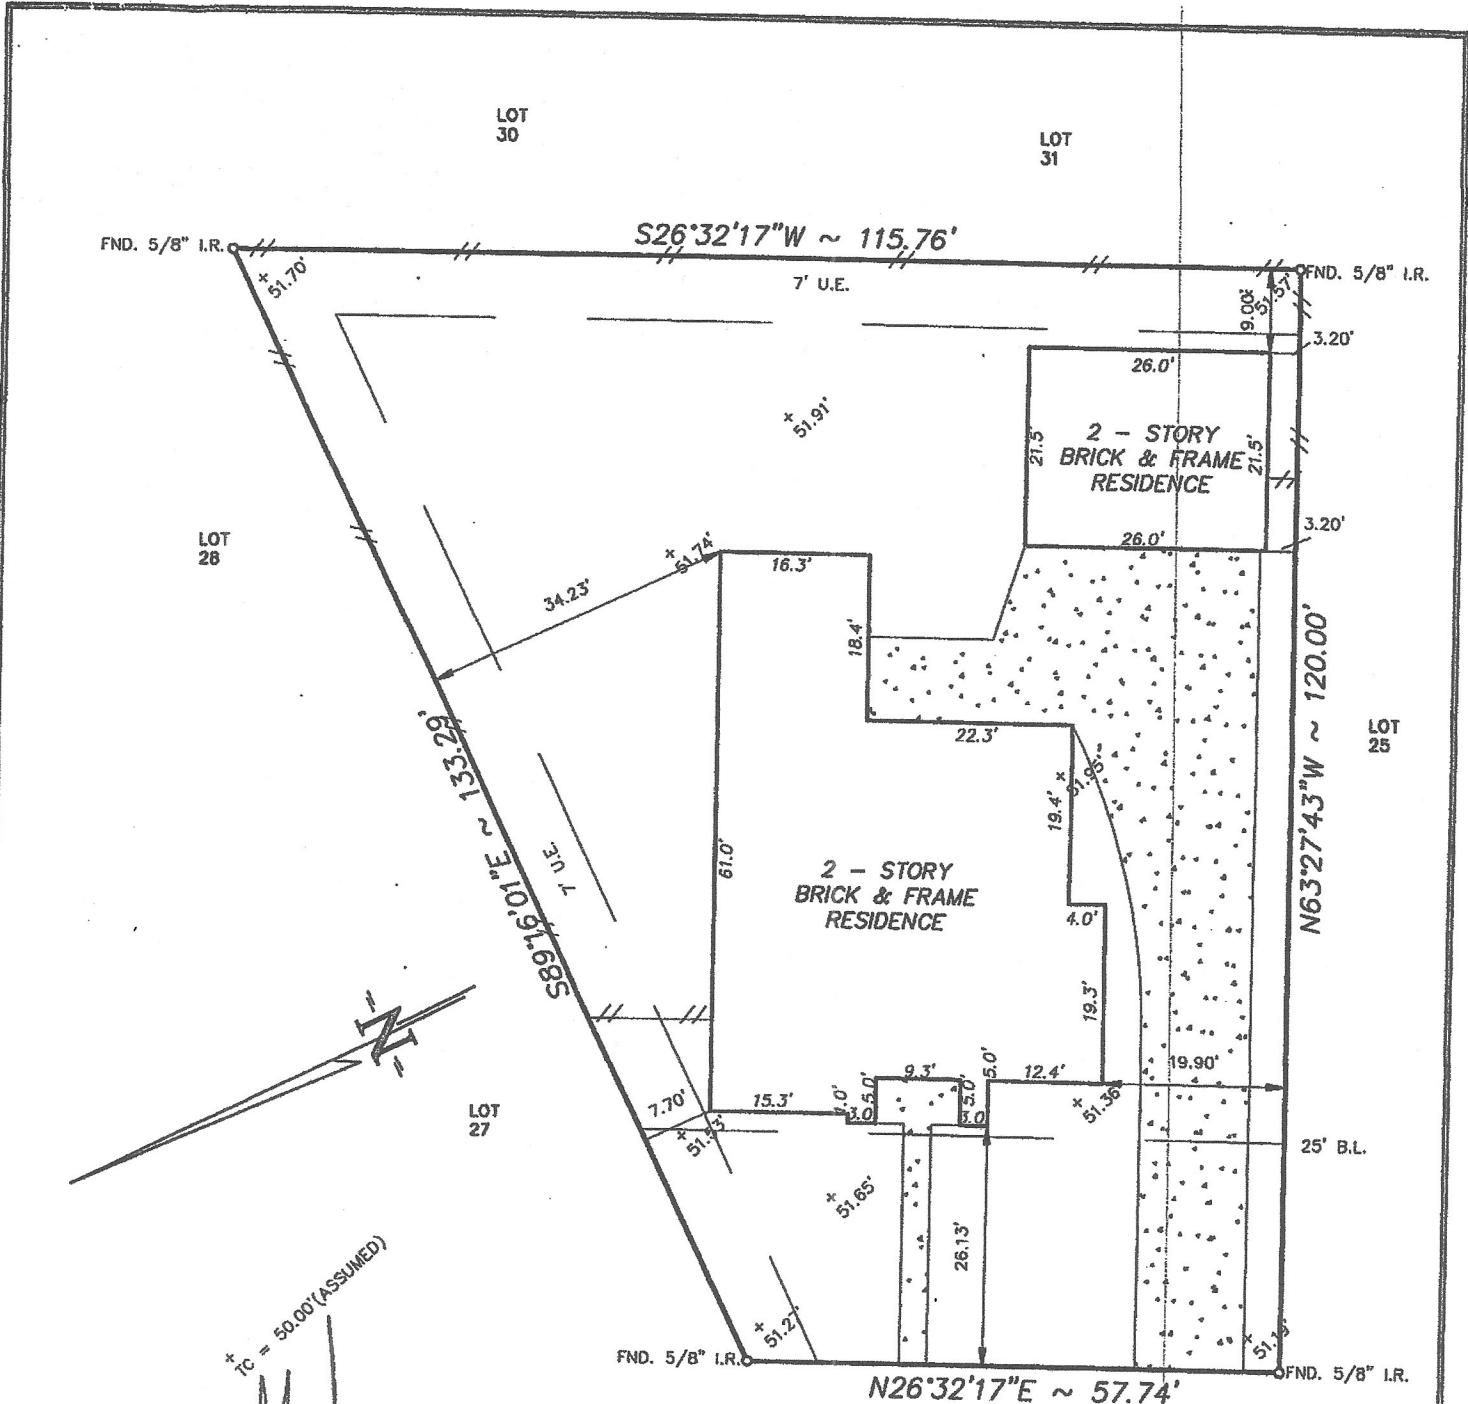 LOT
30
LOT
31
S26°32'17"W ~ 115.76'
FND. 5/8" I.R.
FND. 5/8" I.R.
51.70'
7' U.E.
9.00'
51.57'
3.20'
26.0'
51.91'
21.5'
2 - STORY
BRICK & FRAME
RESIDENCE
21.5'
LOT
28
51.74'
26.0'
3.20'
16.3'
34.23'
18.4'
N63°27'43"W ~ 120.00'
LOT
25
22.3'
S89°16'01"E ~ 133.29'
51.95'
19.4'
7' U.E.
61.0'
2 - STORY
BRICK & FRAME
RESIDENCE
4.0'
N
19.3'
LOT
27
9.3'
5.0'
12.4'
19.90'
7.70'
15.3'
1.0'
5.0'
3.0'
5.0'
3.0'
51.36'
51.53'
25' B.L.
51.65'
26.13'
TC = 50.00'(ASSUMED)
51.27'
51.19'
FND. 5/8" I.R.
FND. 5/8" I.R.
N26°32'17"E ~ 57.74'